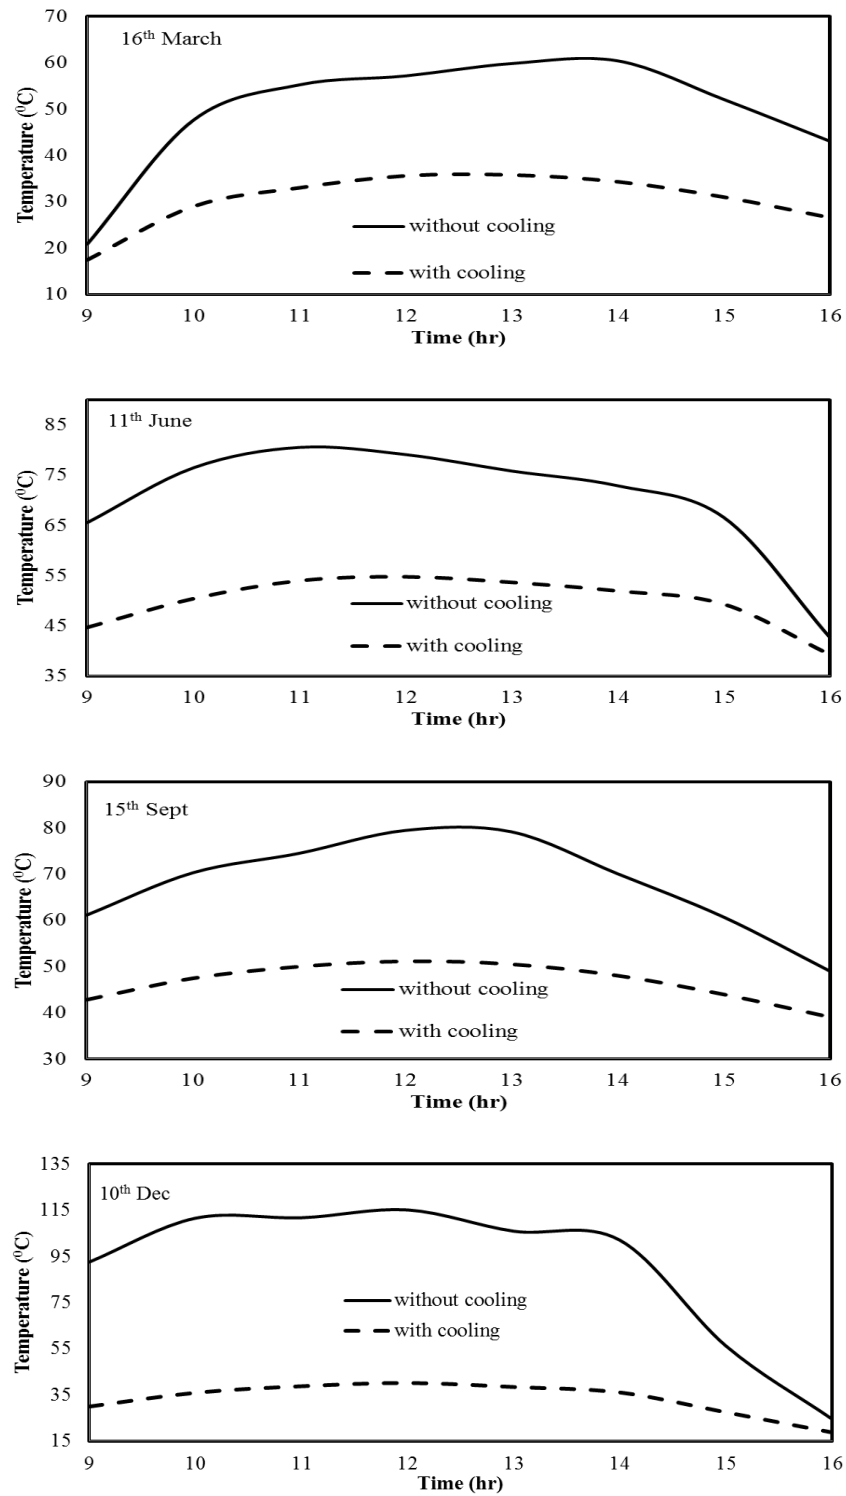 70
16th March
60
50
40
30
20
10
Temperature (⁰C)
without cooling
with cooling
9 10 11 12 13 14 15 16
Time (hr)
11th June
85
75
65
55
45
35
Temperature (⁰C)
without cooling
with cooling
9 10 11 12 13 14 15 16
Time (hr)
90
15th Sept
80
70
60
50
40
30
Temperature (⁰C)
without cooling
with cooling
9 10 11 12 13 14 15 16
Time (hr)
135
10th Dec
115
95
75
55
35
15
Temperature (⁰C)
without cooling
with cooling
9 10 11 12 13 14 15 16
Time (hr)